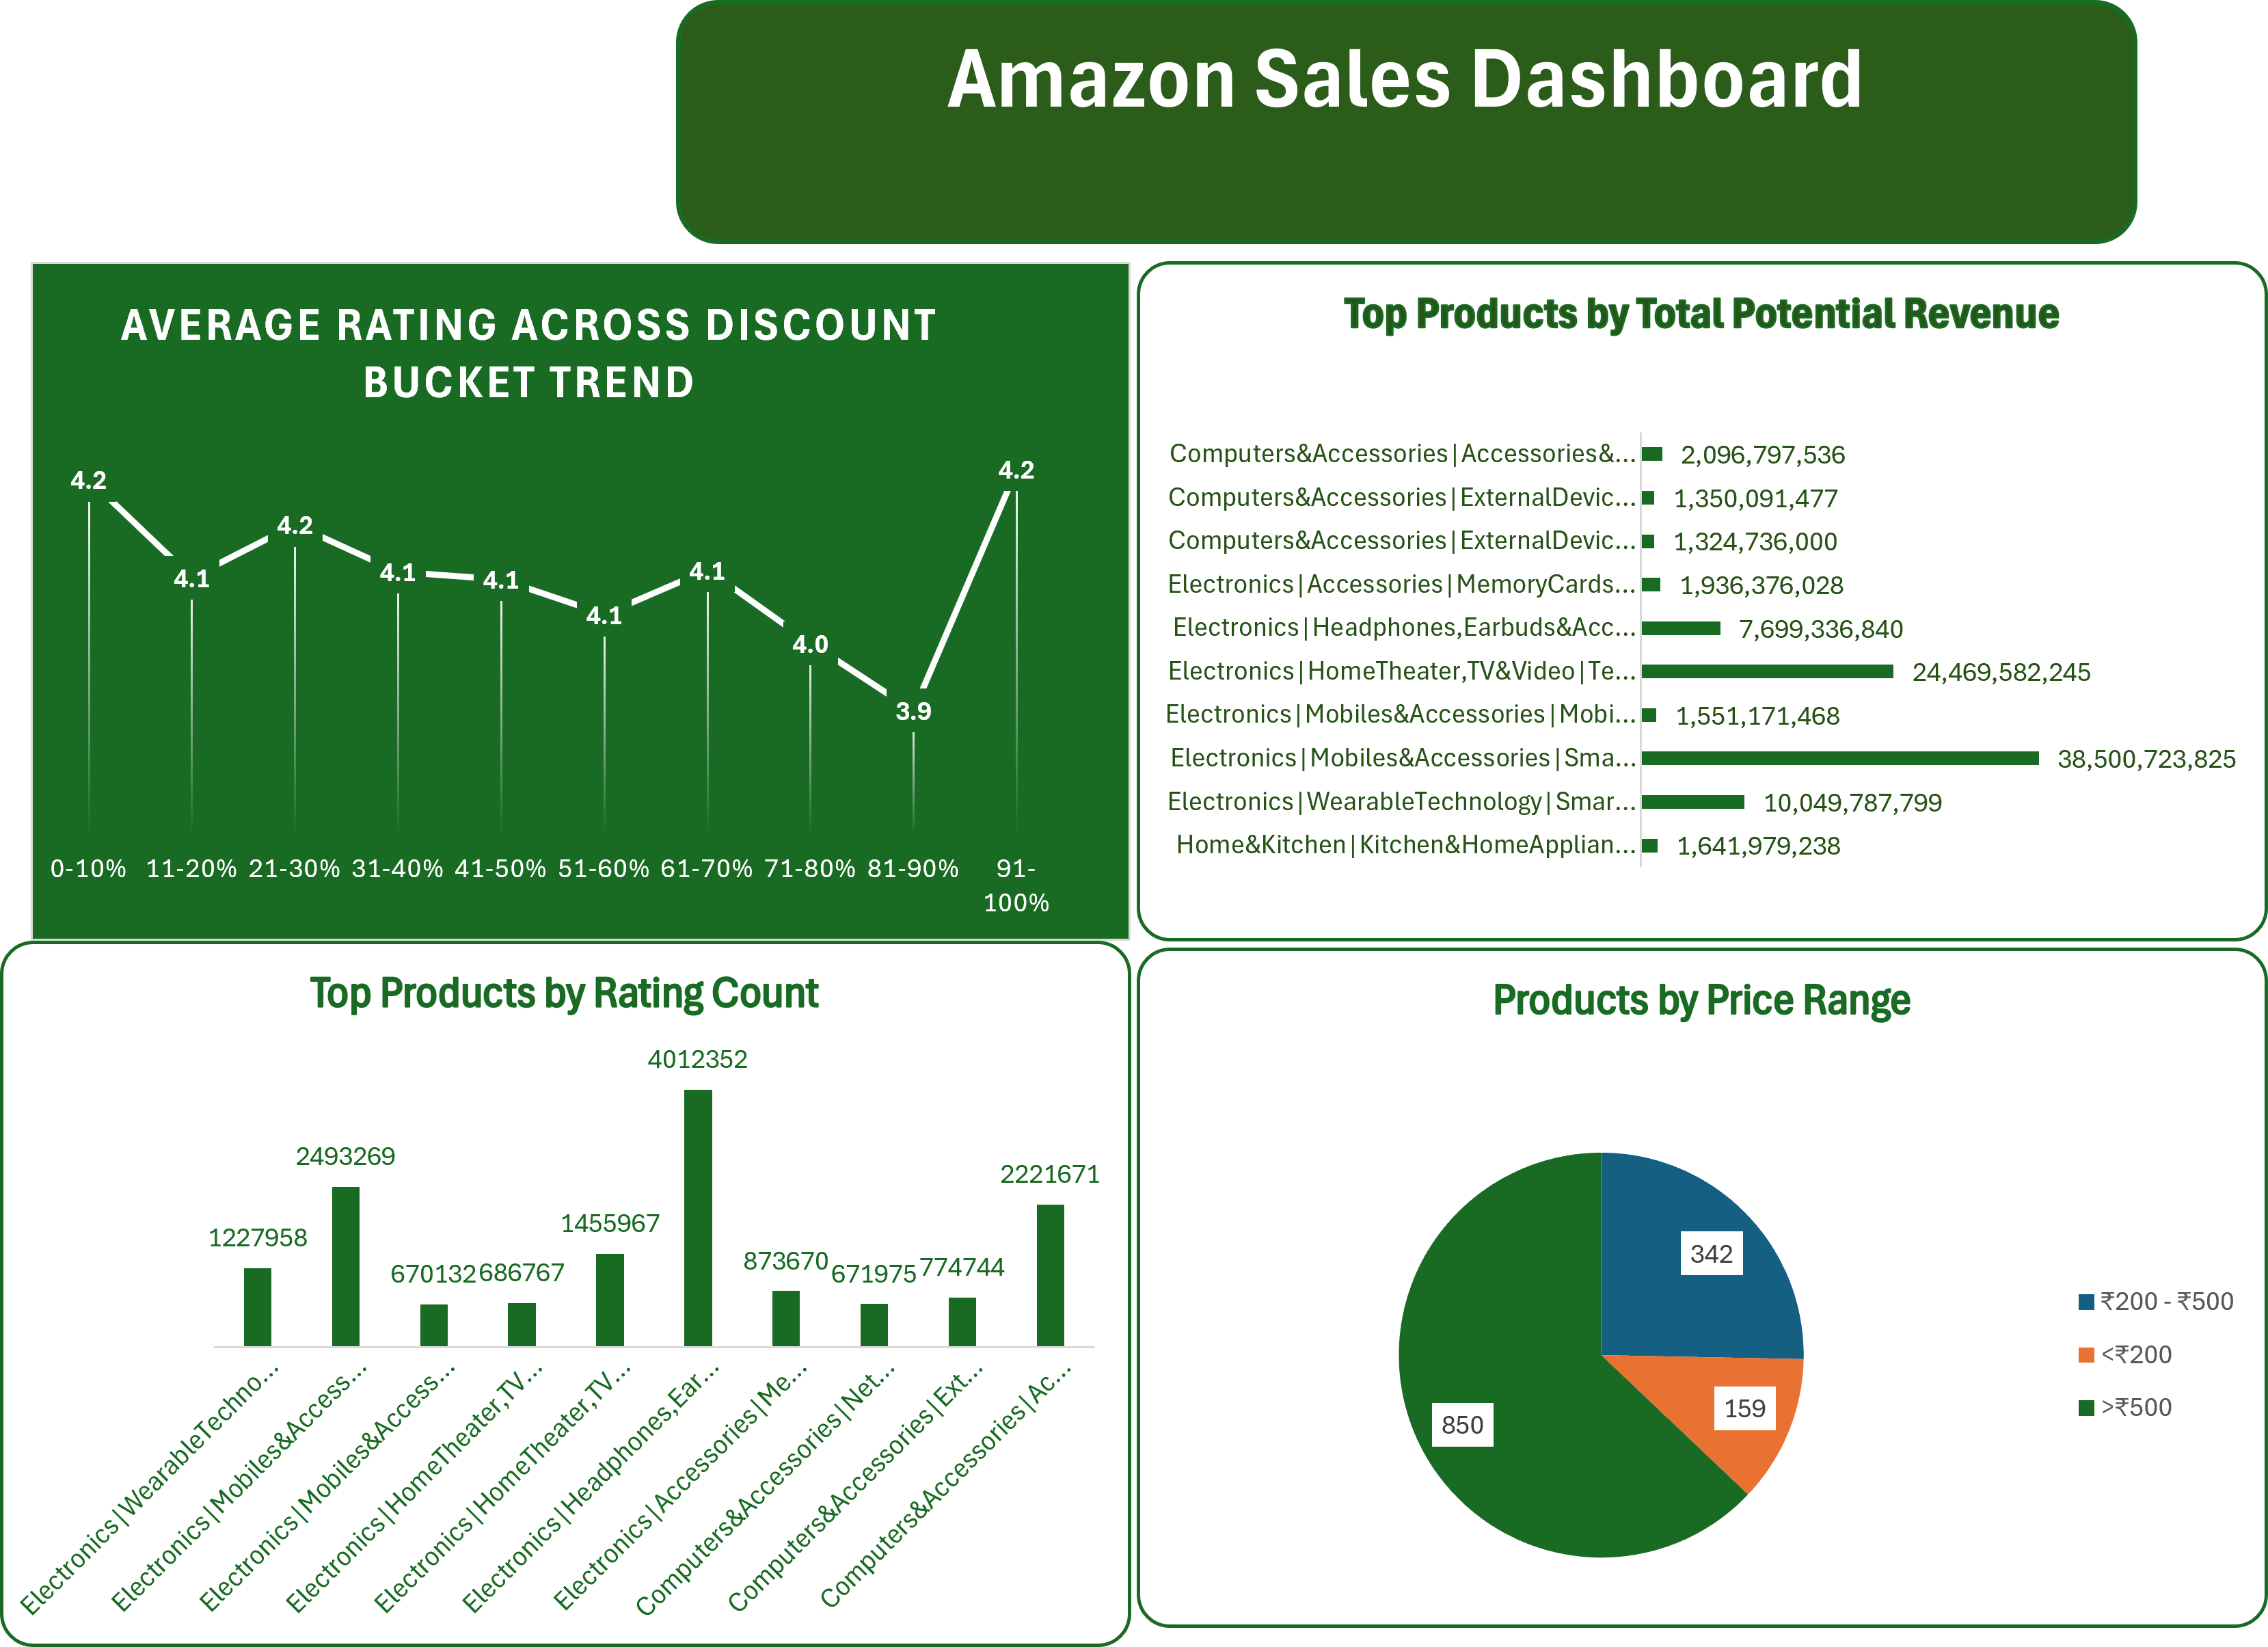 Amazon Sales Dashboard
AVERAGE RATING ACROSS DISCOUNT
BUCKET TREND
4.2
4.1
4.2
4.1
4.1
4.1
4.1
4.0
3.9
4.2
0-10%
11-20%
21-30%
31-40%
41-50%
51-60%
61-70%
71-80%
81-90%
91-
100%
Top Products by Total Potential Revenue
Computers&Accessories|Accessories&... 2,096,797,536
Computers&Accessories|ExternalDevic... 1,350,091,477
Computers&Accessories|ExternalDevic... 1,324,736,000
Electronics|Accessories|MemoryCards... 1,936,376,028
Electronics|Headphones,Earbuds&Acc... 7,699,336,840
Electronics|HomeTheater,TV&Video|Te... 24,469,582,245
Electronics|Mobiles&Accessories|Mobi... 1,551,171,468
Electronics|Mobiles&Accessories|Sma... 38,500,723,825
Electronics|WearableTechnology|Smar... 10,049,787,799
Home&Kitchen|Kitchen&HomeApplian... 1,641,979,238
Top Products by Rating Count
1227958
2493269
670132
686767
1455967
4012352
873670
671975
774744
2221671
Electronics|WearableTechno...
Electronics|Mobiles&Access...
Electronics|Mobiles&Access...
Electronics|HomeTheater,TV...
Electronics|HomeTheater,TV...
Electronics|Headphones,Ear...
Electronics|Accessories|Me...
Computers&Accessories|Net...
Computers&Accessories|Ext...
Computers&Accessories|Ac...
Products by Price Range
342
159
850
₹200 - ₹500
<₹200
>₹500